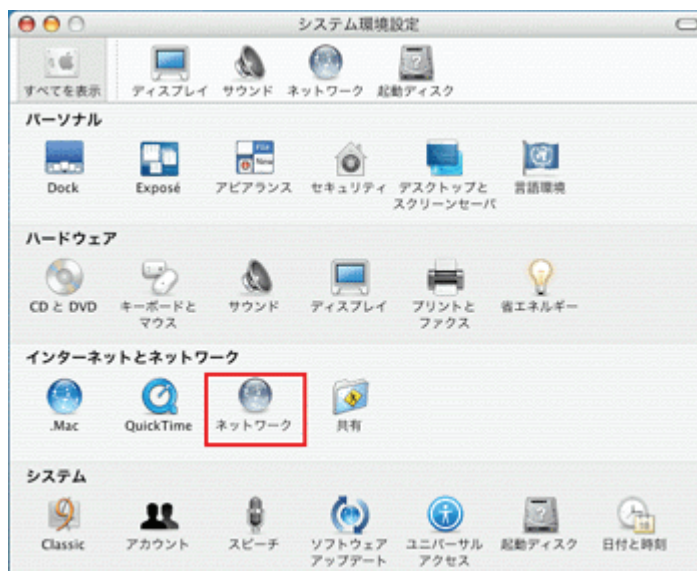 システム環境設定
すべてを表示 ディスプレイ サウンド ネットワーク 起動ディスク
パーソナル
Dock Exposé アピアランス セキュリティ デスクトップと 言語環境
スクリーンセーバ
ハードウェア
CD と DVD キーボードと サウンド ディスプレイ プリントと 省エネルギー
マウス ファクス
インターネットとネットワーク
.Mac QuickTime ネットワーク 共有
システム
Classic アカウント スピーチ ソフトウェア ユニバーサル 起動ディスク 日付と時刻
アップデート アクセス